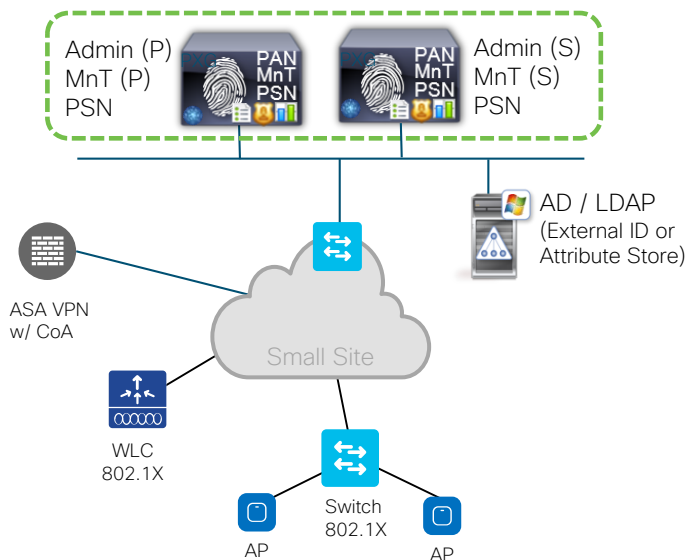 Admin (P)
MnT (P)
PSN
PAN
MnT
PSN
PAN
MnT
PSN
Admin (S)
MnT (S)
PSN
AD / LDAP
(External ID or
Attribute Store)
ASA VPN
w/ CoA
Small Site
WLC
802.1X
Switch
802.1X
AP
AP